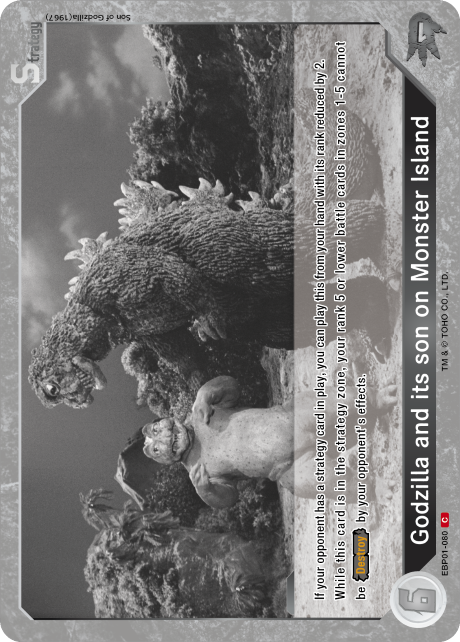 Strategy
Son of Godzilla(1967)
If your opponent has a strategy card in play, you can play this from your hand with its rank reduced by 2.
While this card is in the strategy zone, your rank 5 or lower battle cards in zones 1-5 cannot
be Destroy by your opponent's effects.
6
Godzilla and its son on Monster Island
EBP01-080 C
TM & © TOHO CO., LTD.